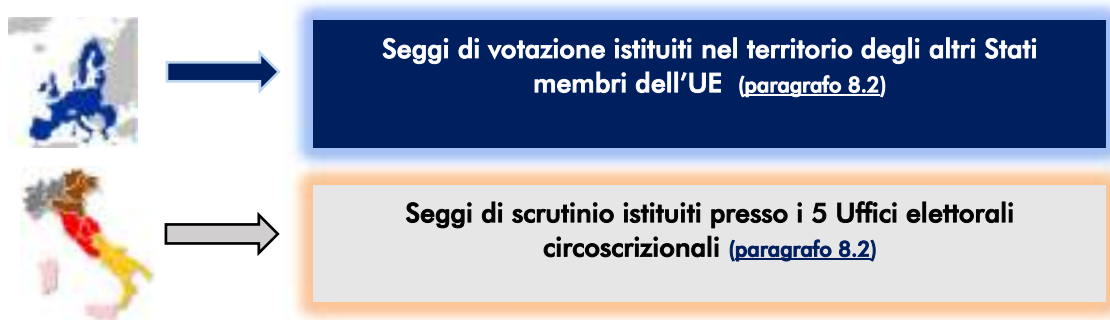 Seggi di votazione istituiti nel territorio degli altri Stati
membri dell'UE (paragrafo 8.2)
Seggi di scrutinio istituiti presso i 5 Uffici elettorali
circoscrizionali (paragrafo 8.2)